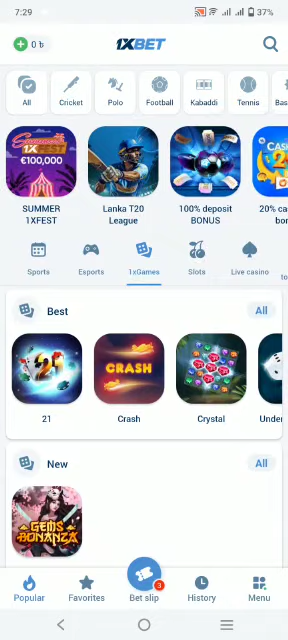 7:29
37%
0 ৳
1XBET
All
Cricket
Polo
Football
Kabaddi
Tennis
Summer
1XFEST
€100,000
SUMMER
1XFEST
Lanka T20
League
100% deposit
BONUS
20% ca
bon
Sports
Esports
1xGames
Slots
Live casino
Best
All
21
CRASH
21
Crash
Crystal
Under
New
All
GEMS
BONANZA
3
Popular
Favorites
Bet slip
History
Menu